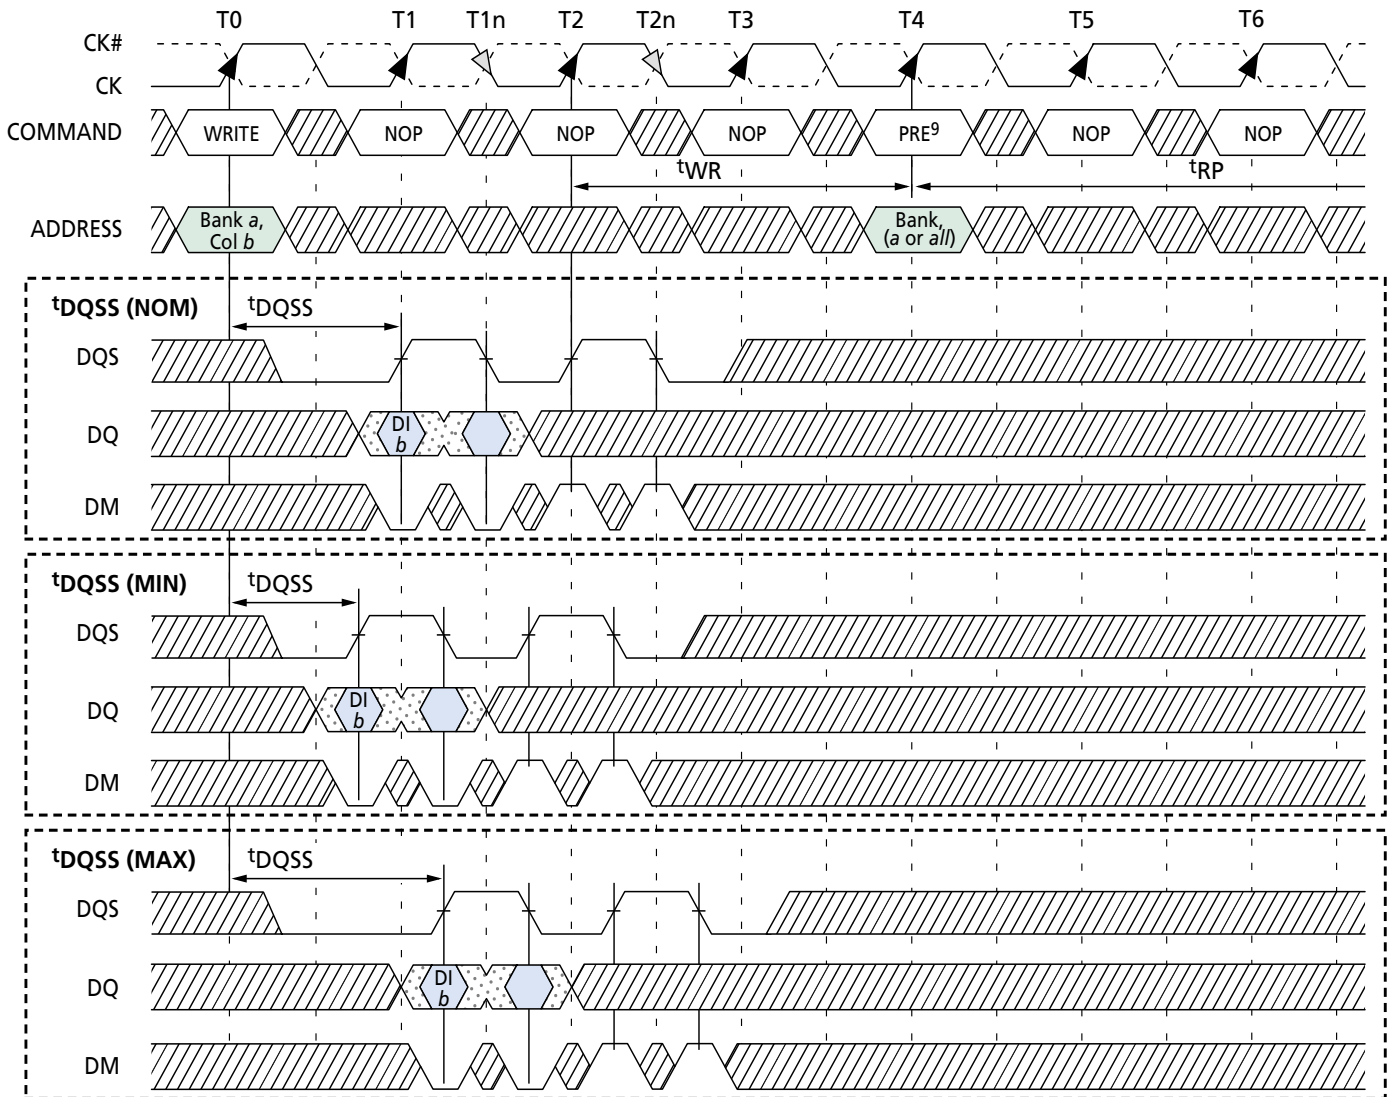 T0 T1 T1n T2 T2n T3 T4 T5 T6
CK#
CK
COMMAND WRITE NOP NOP NOP PRE9 NOP NOP
tWR tRP
ADDRESS Bank a, Bank,
Col b (a or all)
tDQSS (NOM) tDQSS
DQS
DQ DI
b
DM
tDQSS (MIN) tDQSS
DQS
DQ DI
b
DM
tDQSS (MAX) tDQSS
DQS
DQ DI
b
DM